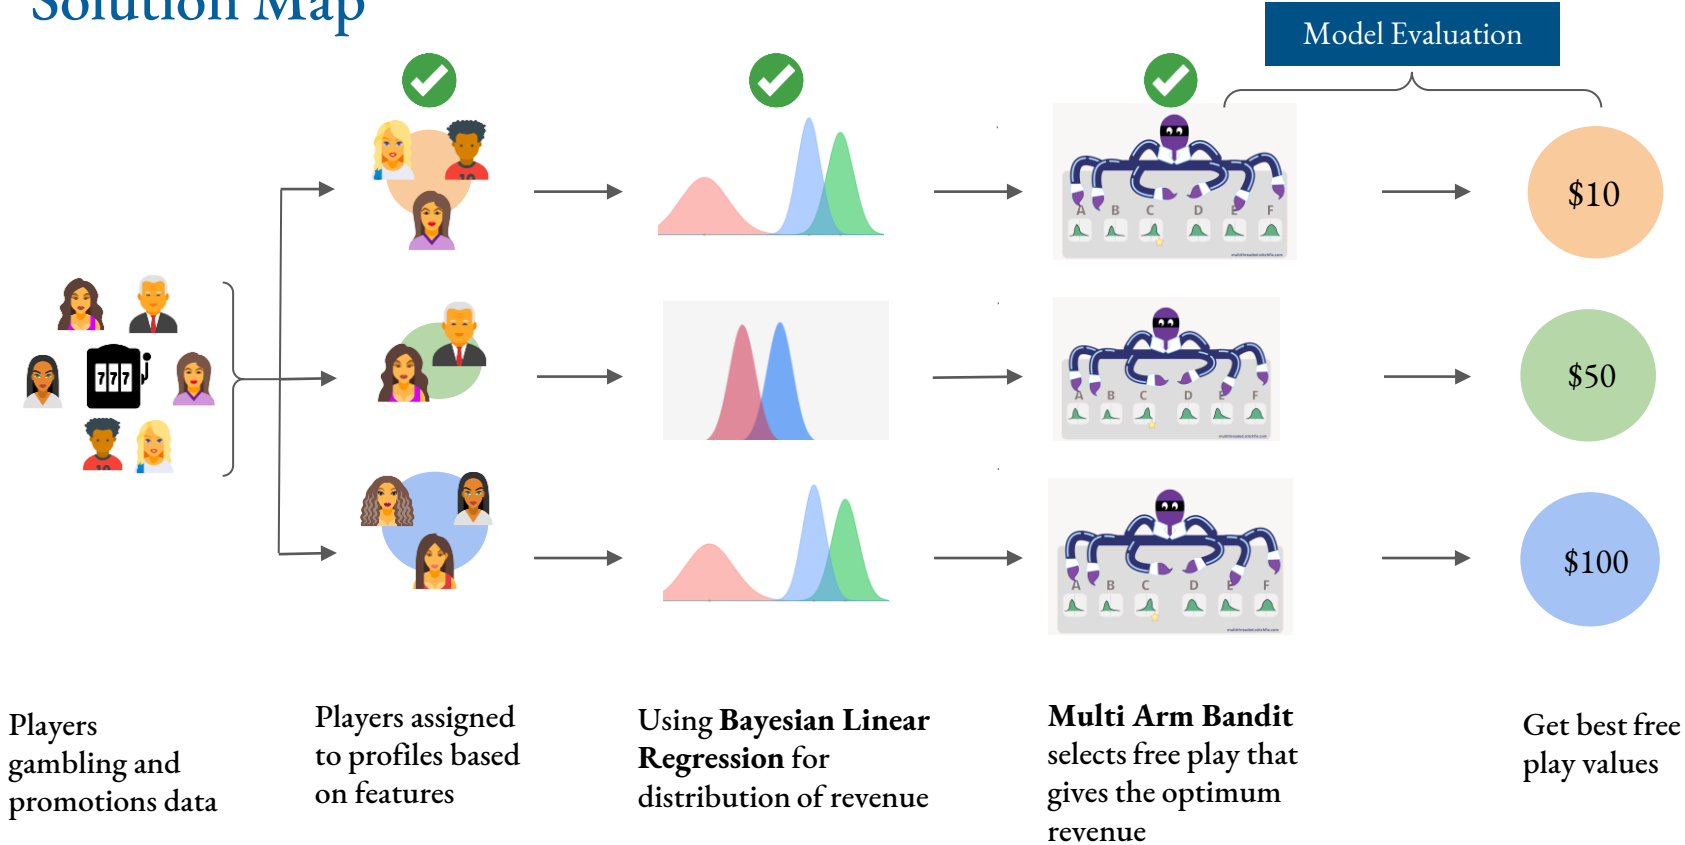 Solution Map
Model Evaluation
A B C D E F
$10
777
A B C D E F
$50
10
A B C D E F
$100
Players
gambling and
promotions data
Players assigned
to profiles based
on features
Using Bayesian Linear
Regression for
distribution of revenue
Multi Arm Bandit
selects free play that
gives the optimum
revenue
Get best free
play values